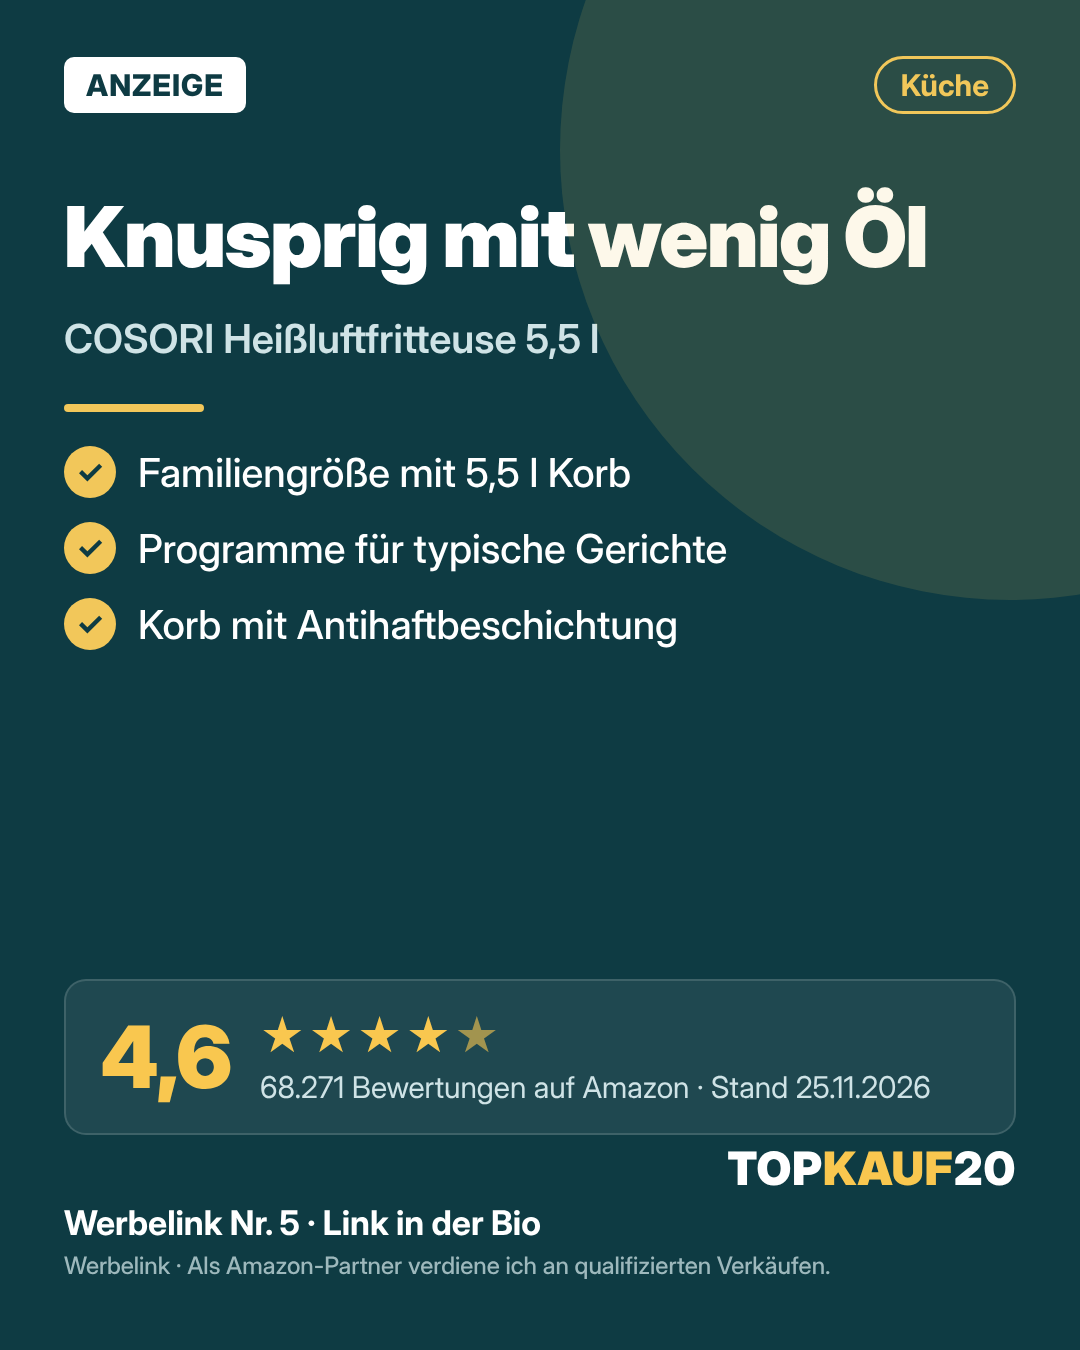 ANZEIGE
Küche
Knusprig mit wenig Öl
COSORI Heißluftfritteuse 5,5 l
Familiengröße mit 5,5 l Korb
Programme für typische Gerichte
Korb mit Antihaftbeschichtung
4,6
68.271 Bewertungen auf Amazon · Stand 25.11.2026
TOPKAUF20
Werbelink Nr. 5 · Link in der Bio
Werbelink · Als Amazon-Partner verdiene ich an qualifizierten Verkäufen.